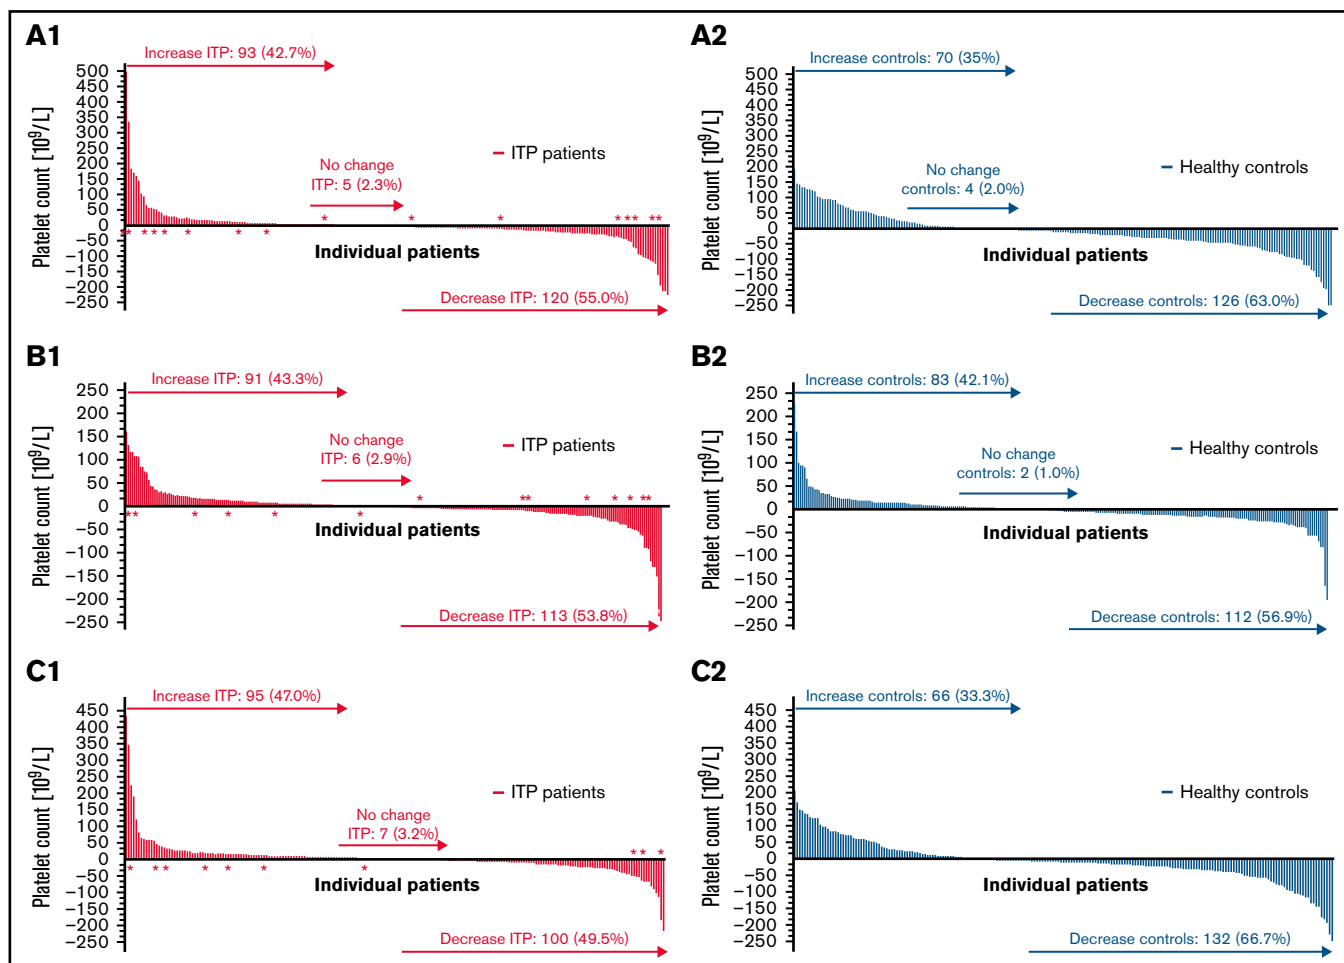 A1
Increase ITP: 93 (42.7%)
Platelet count [10⁹/L]
500
450
400
350
300
250
200
150
100
50
0
−50
−100
−150
−200
−250
No change
ITP: 5 (2.3%)
ITP patients
* * * * * * * *
* * * * * * * *
Individual patients
Decrease ITP: 120 (55.0%)
A2
Increase controls: 70 (35%)
Platelet count [10⁹/L]
500
450
400
350
300
250
200
150
100
50
0
−50
−100
−150
−200
−250
No change
controls: 4 (2.0%)
Healthy controls
Individual patients
Decrease controls: 126 (63.0%)
B1
Increase ITP: 91 (43.3%)
Platelet count [10⁹/L]
250
200
150
100
50
0
−50
−100
−150
−200
−250
No change
ITP: 6 (2.9%)
ITP patients
* ** * * * **
** * * * *
Individual patients
Decrease ITP: 113 (53.8%)
B2
Increase controls: 83 (42.1%)
Platelet count [10⁹/L]
250
200
150
100
50
0
−50
−100
−150
−200
−250
No change
controls: 2 (1.0%)
Healthy controls
Individual patients
Decrease controls: 112 (56.9%)
C1
Increase ITP: 95 (47.0%)
Platelet count [10⁹/L]
450
400
350
300
250
200
150
100
50
0
−50
−100
−150
−200
−250
No change
ITP: 7 (3.2%)
ITP patients
** *
* ** * * * *
Individual patients
Decrease ITP: 100 (49.5%)
C2
Increase controls: 66 (33.3%)
Platelet count [10⁹/L]
450
400
350
300
250
200
150
100
50
0
−50
−100
−150
−200
−250
Healthy controls
Individual patients
Decrease controls: 132 (66.7%)